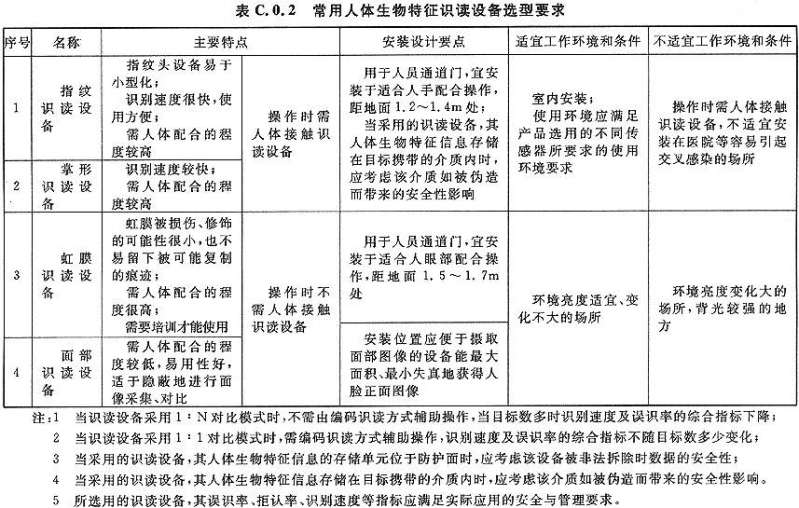 表 C.0.2 常用人体生物特征识读设备选型要求
序号
名称
主要特点
安装设计要点
适宜工作环境和条件
不适宜工作环境和条件
1
指纹
识读设
备
指纹头设备易于
小型化；
识别速度很快，使
用方便；
需人体配合的程
度较高
操作时需
人体接触识
读设备
用于人员通道门，宜安
装于适合人手配合操作，
距地面1.2～1.4m处；
当采用的识读设备，其
人体生物特征信息存储
在目标携带的介质内时，
应考虑该介质如被伪造
而带来的安全性影响
室内安装；
使用环境应满足
产品选用的不同传
感器所要求的使用
环境要求
操作时需人体接触
识读设备，不适宜安
装在医院等容易引起
交叉感染的场所
2
掌形
识读设
备
识别速度较快；
需人体配合的程
度较高
3
虹膜
识读设
备
虹膜被损伤、修饰
的可能性很小，也不
易留下被可能复制
的痕迹；
需人体配合的程
度很高；
需要培训才能使用
操作时不
需人体接触
识读设备
用于人员通道门，宜安
装于适合人眼部配合操
作，距地面1.5～1.7m
处
环境亮度适宜、变
化不大的场所
环境亮度变化大的
场所，背光较强的地
方
4
面部
识读设
备
需人体配合的程
度较低，易用性好，
适于隐蔽地进行面
像采集、对比
安装位置应便于摄取
面部图像的设备能最大
面积、最小失真地获得人
脸正面图像
注：1 当识读设备采用1：N对比模式时，不需由编码识读方式辅助操作，当目标数多时识别速度及误识率的综合指标下降；
2 当识读设备采用1：1对比模式时，需编码识读方式辅助操作，识别速度及误识率的综合指标不随目标数多少变化；
3 当采用的识读设备，其人体生物特征信息的存储单元位于防护面时，应考虑该设备被非法拆除时数据的安全性；
4 当采用的识读设备，其人体生物特征信息存储在目标携带的介质内时，应考虑该介质如被伪造而带来的安全性影响。
5 所选用的识读设备，其误识率、拒认率、识别速度等指标应满足实际应用的安全与管理要求。